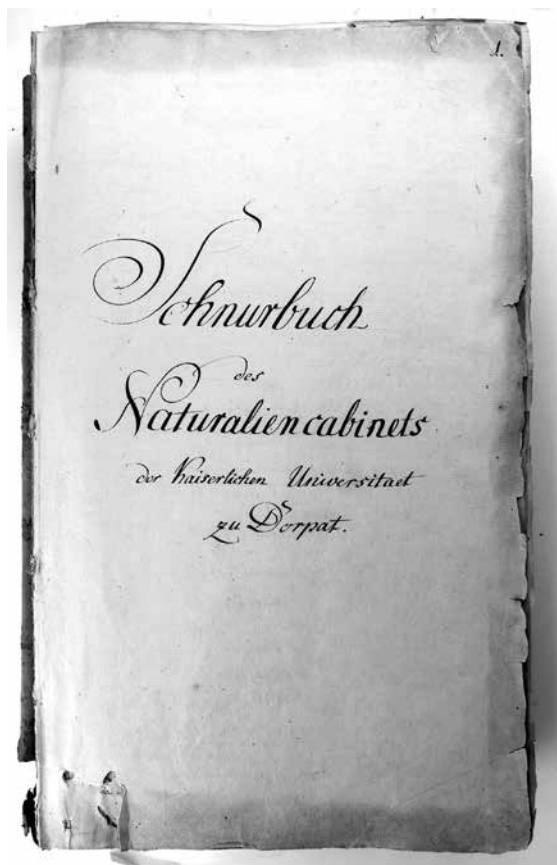 1.
Schnurbuch
des
Naturaliencabinets
der Kaiserlichen Universitaet
zu Dorpat.